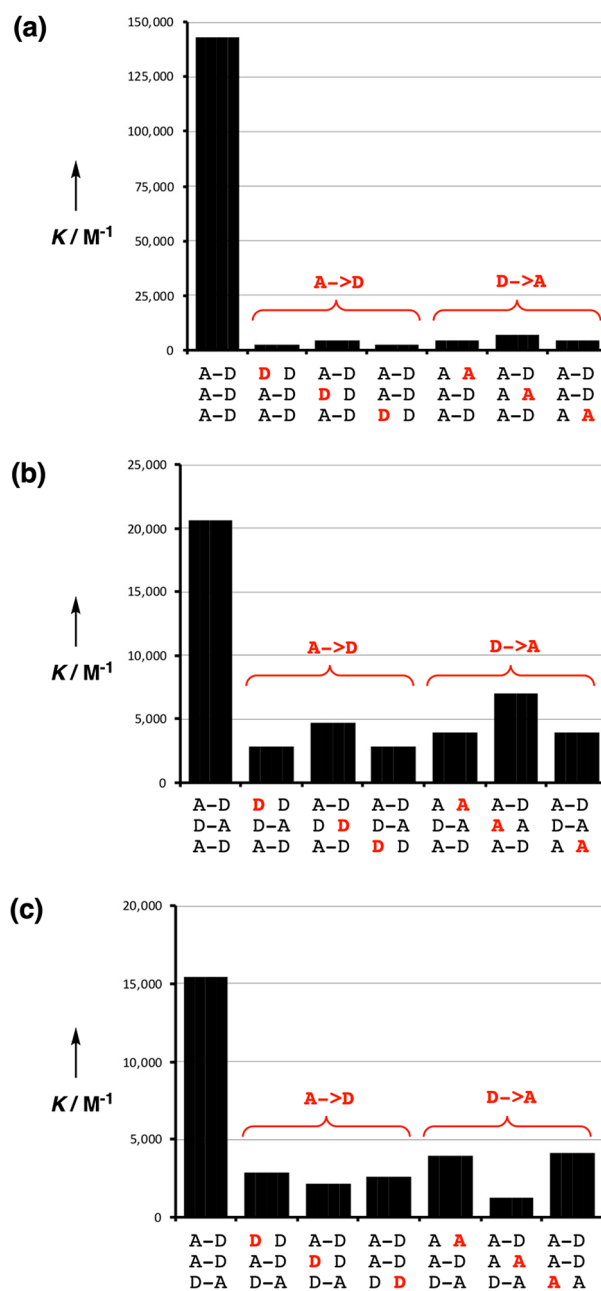 (a)
150,000
125,000
100,000
75,000
50,000
25,000
0
K / M-1
A->D
D->A
A–D D D A–D A–D A A A–D A–D
A–D A–D D D A–D A–D A A A–D
A–D A–D A–D D D A–D A–D A A
(b)
25,000
20,000
15,000
10,000
5,000
0
K / M-1
A->D
D->A
A–D D D A–D A–D A A A–D A–D
D–A D–A D D D–A D–A A A D–A
A–D A–D A–D D D A–D A–D A A
(c)
20,000
15,000
10,000
5,000
0
K / M-1
A->D
D->A
A–D D D A–D A–D A A A–D A–D
A–D A–D D D A–D A–D A A A–D
D–A D–A D–A D D D–A D–A A A